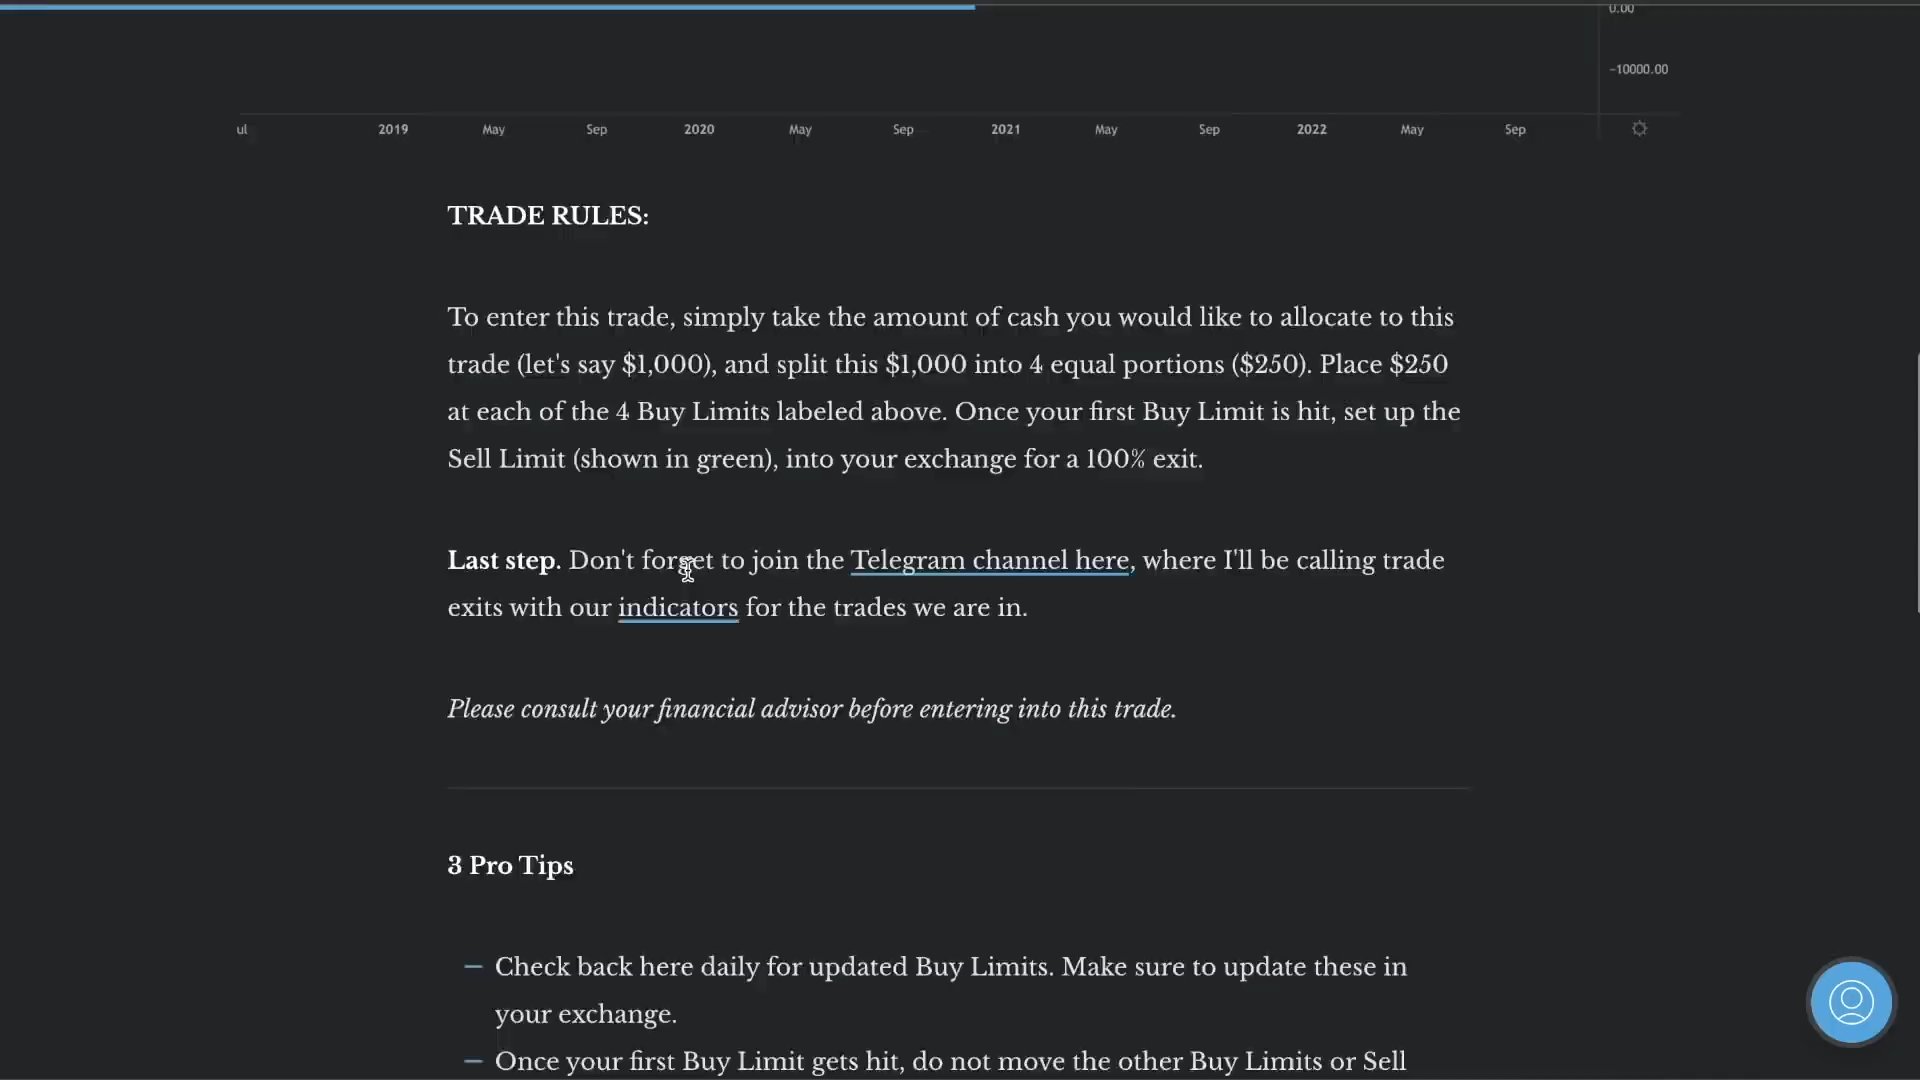 0.00
-10000.00
ul 2019 May Sep 2020 May Sep 2021 May Sep 2022 May Sep
TRADE RULES:
To enter this trade, simply take the amount of cash you would like to allocate to this
trade (let's say $1,000), and split this $1,000 into 4 equal portions ($250). Place $250
at each of the 4 Buy Limits labeled above. Once your first Buy Limit is hit, set up the
Sell Limit (shown in green), into your exchange for a 100% exit.
Last step. Don't forget to join the Telegram channel here, where I'll be calling trade
exits with our indicators for the trades we are in.
Please consult your financial advisor before entering into this trade.
3 Pro Tips
— Check back here daily for updated Buy Limits. Make sure to update these in
your exchange.
— Once your first Buy Limit gets hit, do not move the other Buy Limits or Sell